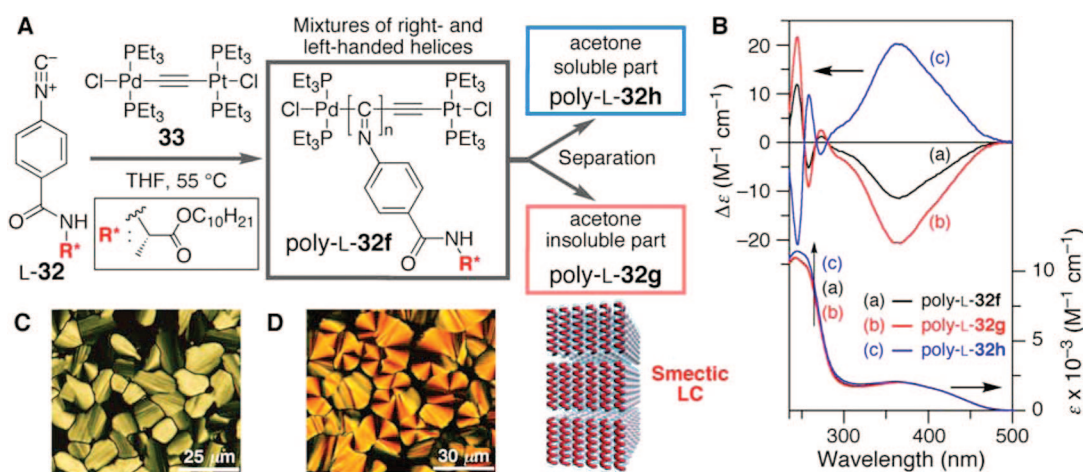 A
C⁻
N⁺
O
NH
R*
L-32
PEt₃ PEt₃
Cl Pd Pt Cl
PEt₃ PEt₃
33
THF, 55 °C
R*
OC₁₀H₂₁
O
Mixtures of right- and
left-handed helices
PEt₃
Cl Pd C n Pt Cl
Et₃P
N
PEt₃
PEt₃
poly-L-32f
O
NH
R*
acetone
soluble part
poly-L-32h
Separation
acetone
insoluble part
poly-L-32g
B
Δε (M⁻¹ cm⁻¹)
20
10
0
−10
−20
(c)
(a)
(b)
(c)
(a)
(b)
(a) poly-L-32f
(b) poly-L-32g
(c) poly-L-32h
10
5
0
ε × 10⁻³ (M⁻¹ cm⁻¹)
300 400 500
Wavelength (nm)
C
25 μm
D
30 μm
Smectic
LC